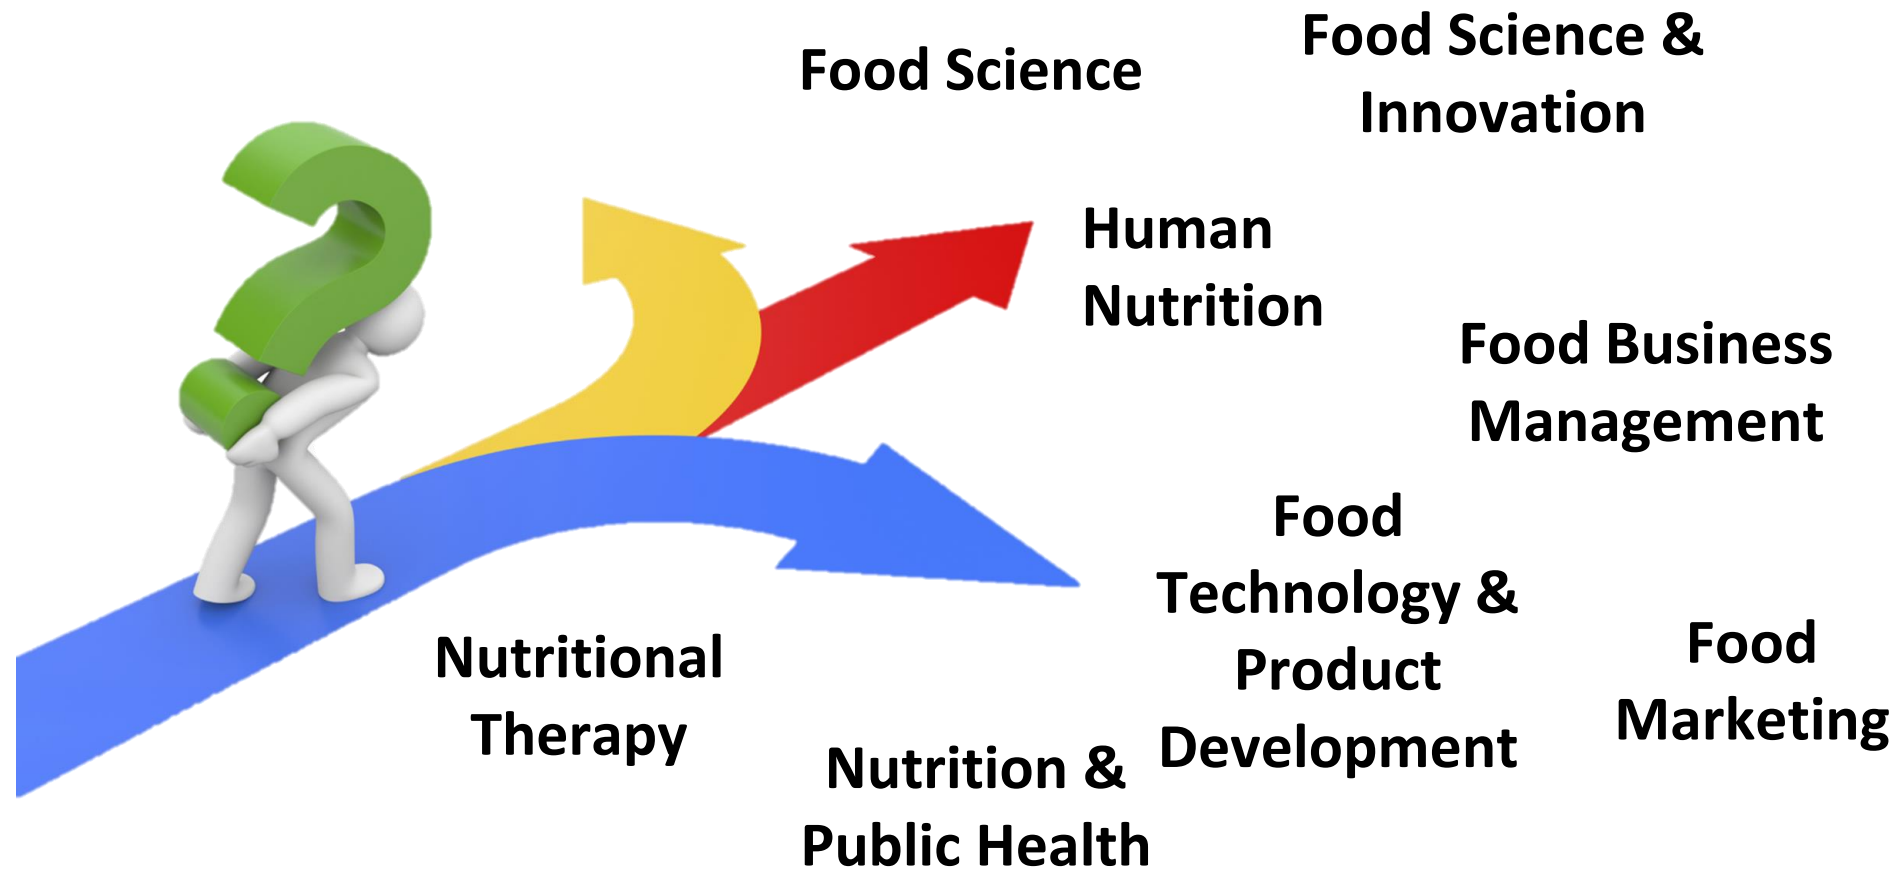 Food Science
Food Science &
Innovation
Human
Nutrition
Food Business
Management
Food
Technology &
Product
Development
Food
Marketing
Nutritional
Therapy
Nutrition &
Public Health